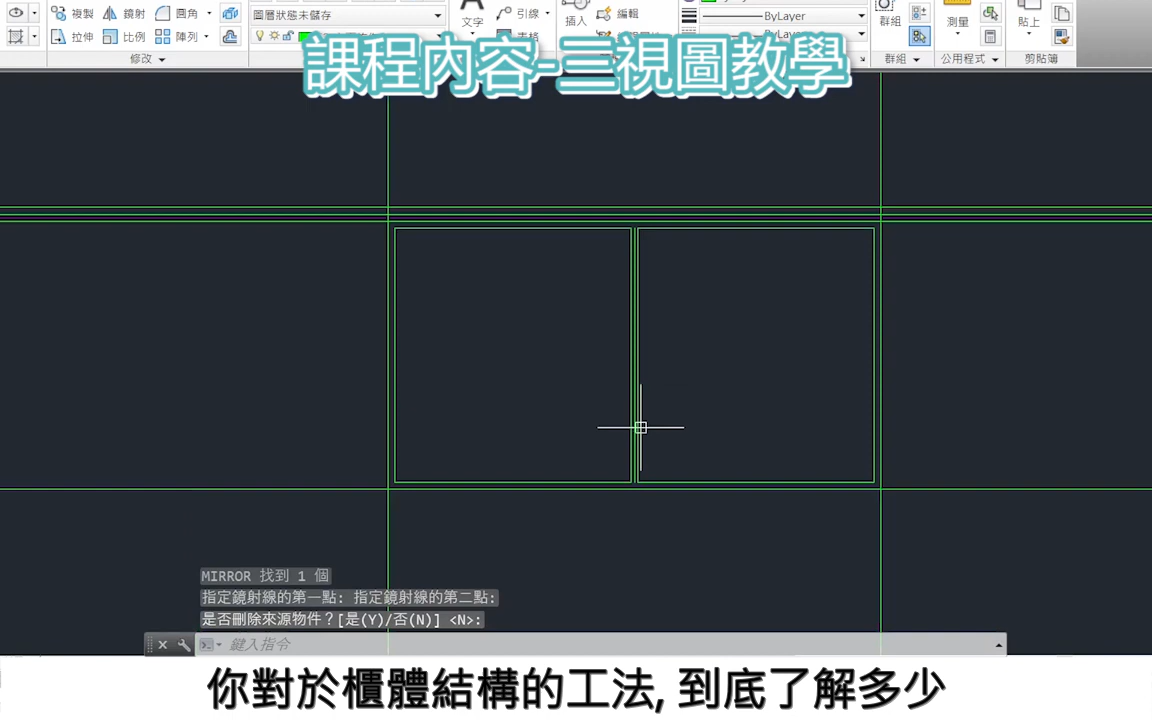 複製 鏡射 圓角 圖層狀態未儲存 文字 引線 插入 編輯 ByLayer 群組 測量 貼上
拉伸 比例 陣列
修改 群組 公用程式 剪貼簿
課程內容-三視圖教學
MIRROR 找到 1 個
指定鏡射線的第一點: 指定鏡射線的第二點:
是否刪除來源物件？[是(Y)/否(N)] <N>:
鍵入指令
你對於櫃體結構的工法, 到底了解多少